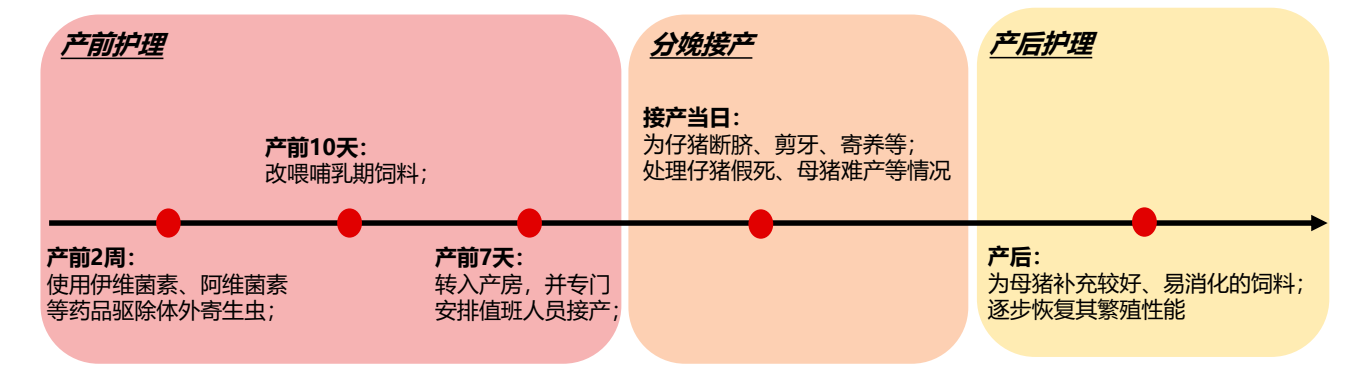 产前护理
产前10天：
改喂哺乳期饲料；
产前2周：
使用伊维菌素、阿维菌素
等药品驱除体外寄生虫；
产前7天：
转入产房，并专门
安排值班人员接产；
分娩接产
接产当日：
为仔猪断脐、剪牙、寄养等；
处理仔猪假死、母猪难产等情况
产后护理
产后：
为母猪补充较好、易消化的饲料；
逐步恢复其繁殖性能